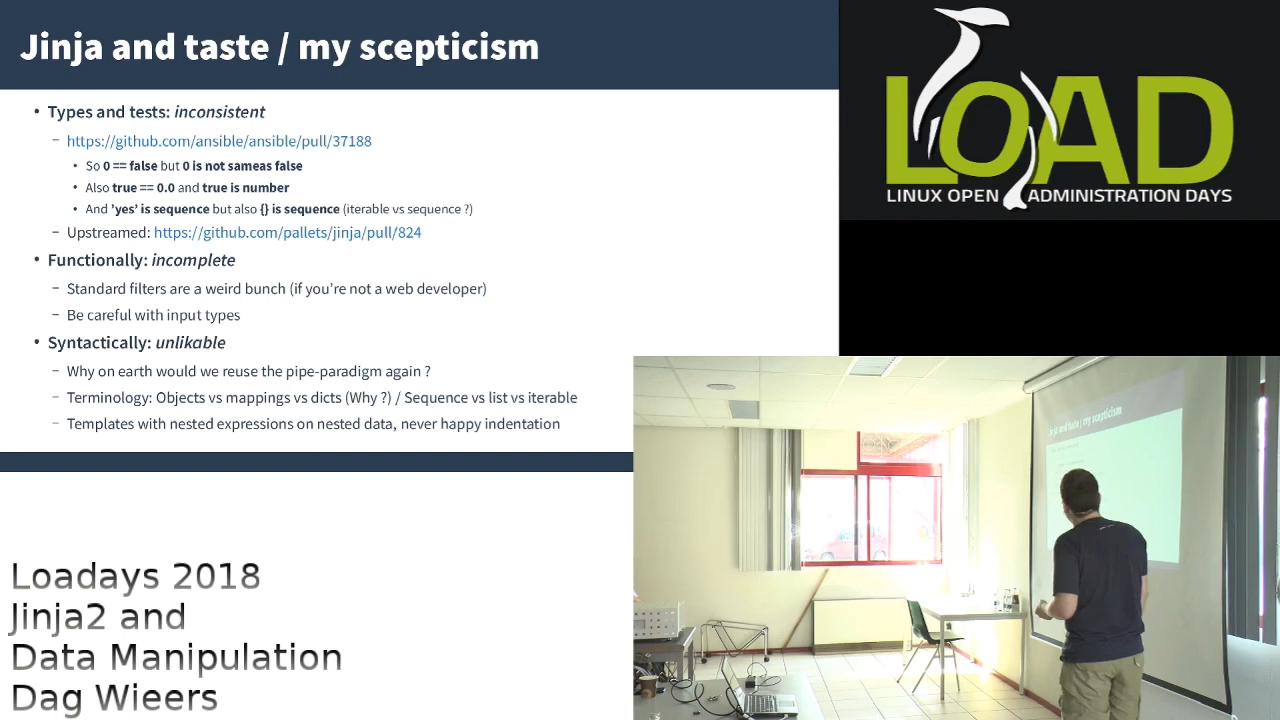 Jinja and taste / my scepticism
• Types and tests: inconsistent
– https://github.com/ansible/ansible/pull/37188
• So 0 == false but 0 is not sameas false
• Also true == 0.0 and true is number
• And ’yes’ is sequence but also {} is sequence (iterable vs sequence ?)
– Upstreamed: https://github.com/pallets/jinja/pull/824
• Functionally: incomplete
– Standard filters are a weird bunch (if you’re not a web developer)
– Be careful with input types
• Syntactically: unlikable
– Why on earth would we reuse the pipe-paradigm again ?
– Terminology: Objects vs mappings vs dicts (Why ?) / Sequence vs list vs iterable
– Templates with nested expressions on nested data, never happy indentation
LOAD
LINUX OPEN ADMINISTRATION DAYS
Jinja and taste / my scepticism
Loadays 2018
Jinja2 and
Data Manipulation
Dag Wieers